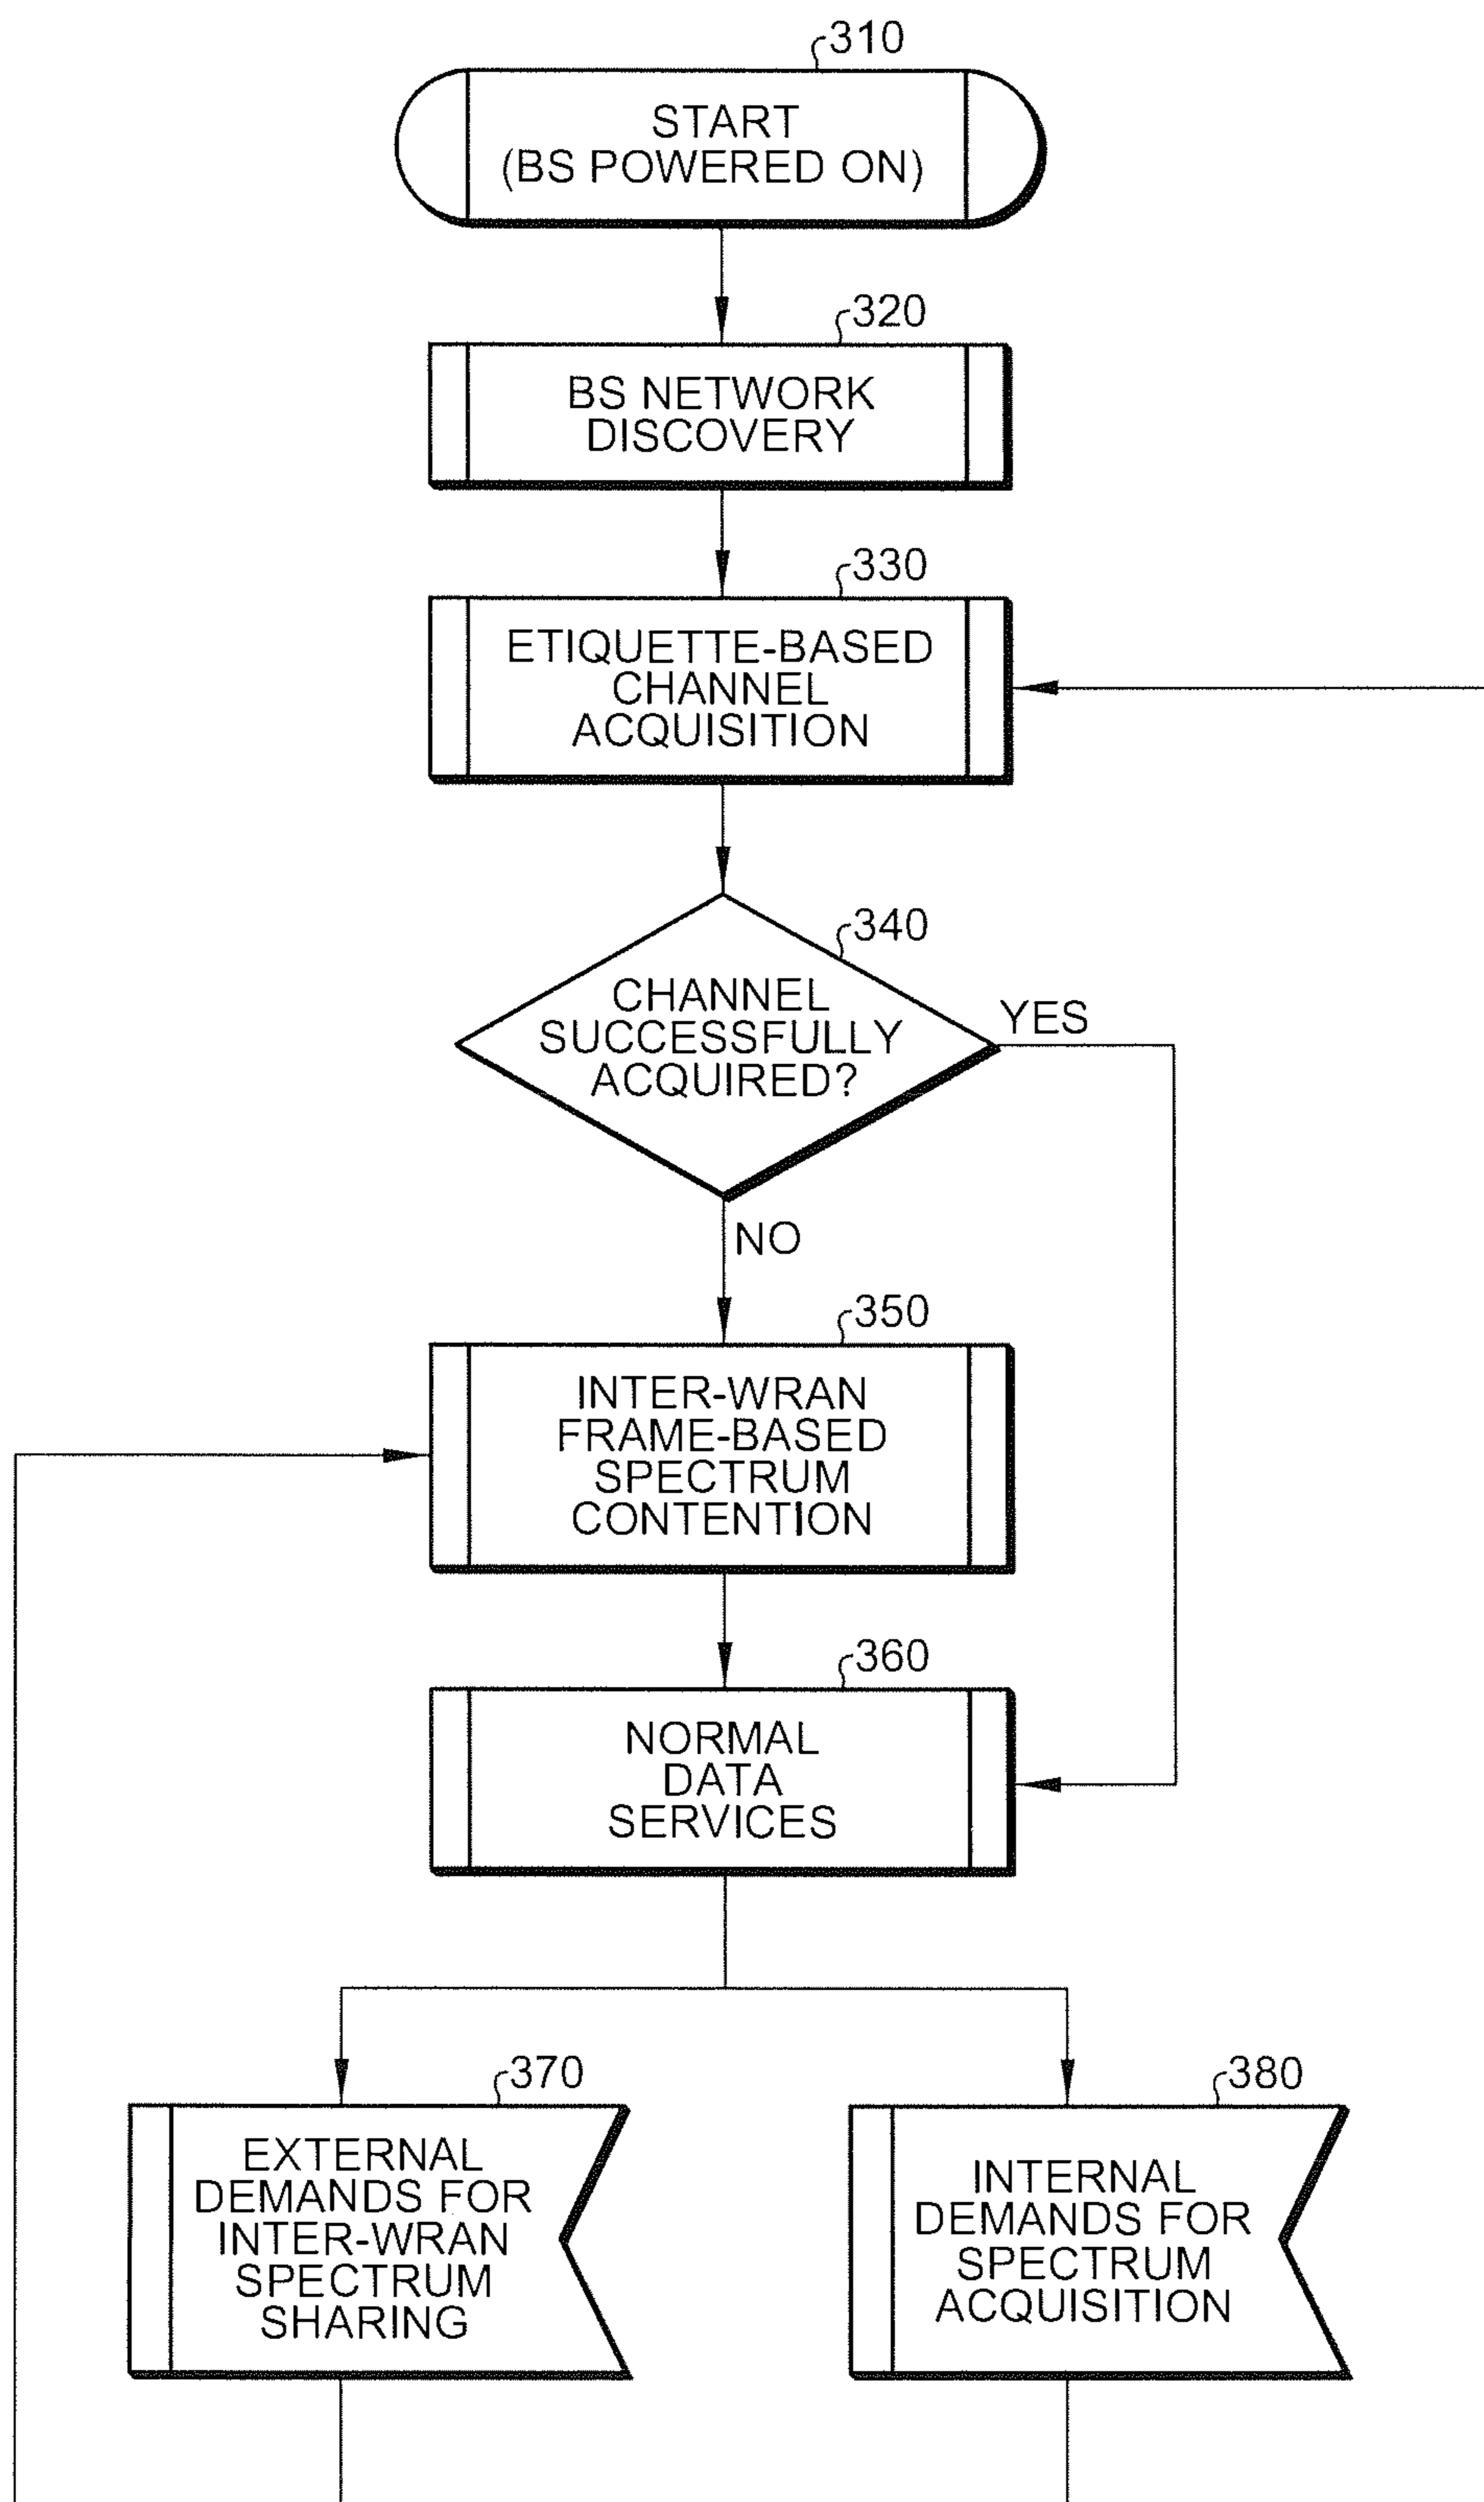 310
START
(BS POWERED ON)
320
BS NETWORK
DISCOVERY
330
ETIQUETTE-BASED
CHANNEL
ACQUISITION
340
CHANNEL
SUCCESSFULLY
ACQUIRED?
YES
NO
350
INTER-WRAN
FRAME-BASED
SPECTRUM
CONTENTION
360
NORMAL
DATA
SERVICES
370
EXTERNAL
DEMANDS FOR
INTER-WRAN
SPECTRUM
SHARING
380
INTERNAL
DEMANDS FOR
SPECTRUM
ACQUISITION